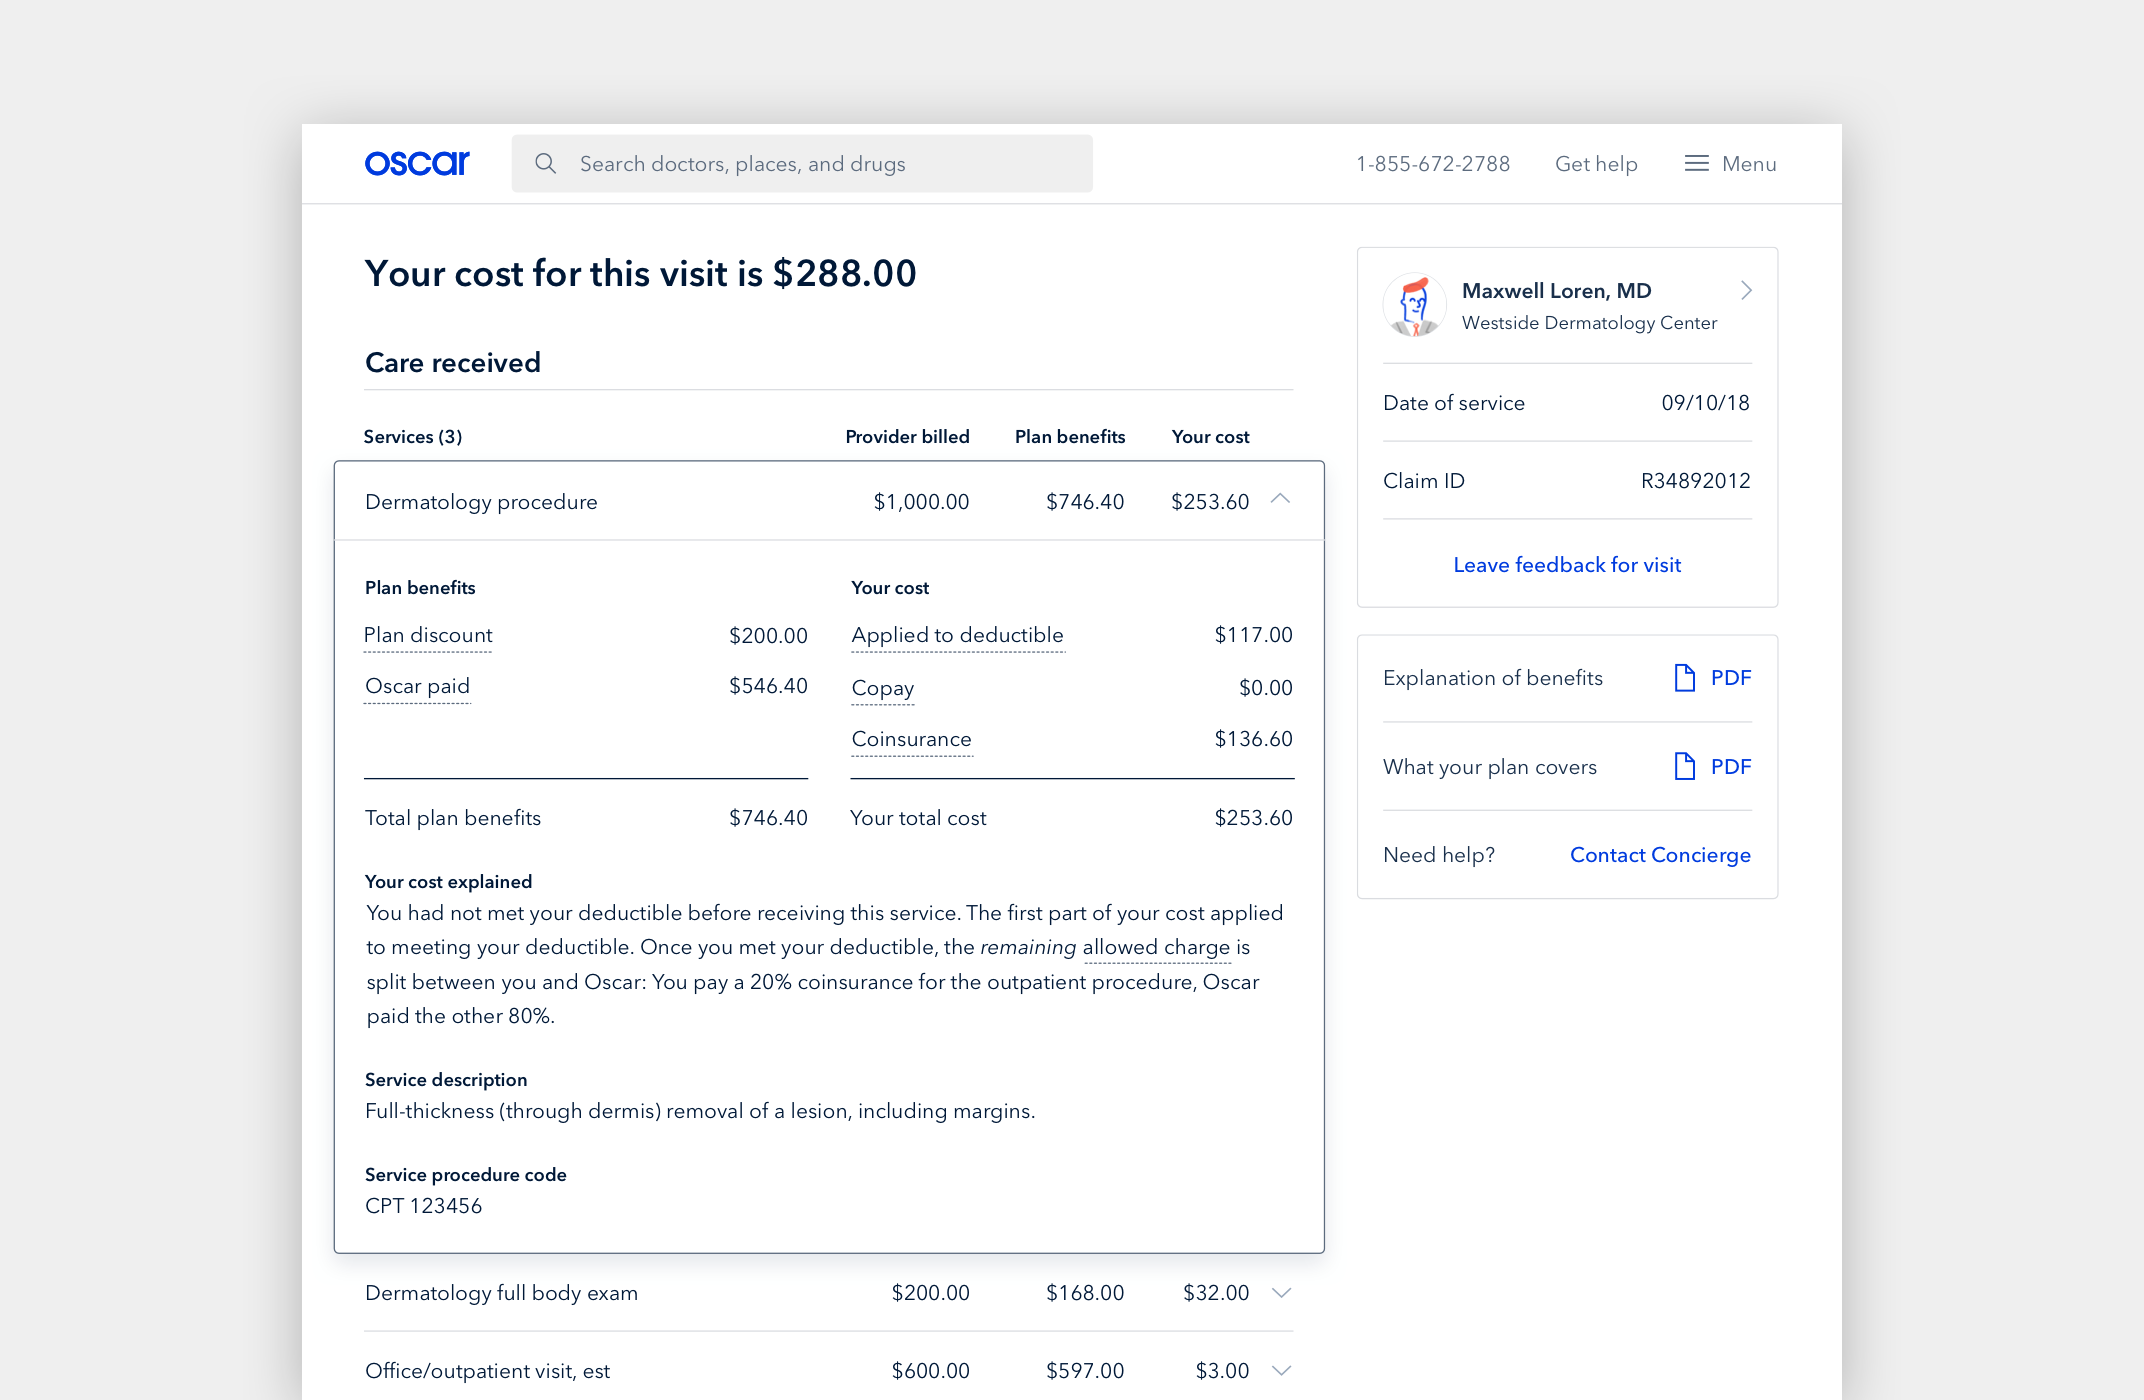 oscar
Search doctors, places, and drugs
1-855-672-2788
Get help
Menu
Your cost for this visit is $288.00
Care received
Services (3) Provider billed Plan benefits Your cost
Dermatology procedure $1,000.00 $746.40 $253.60
Plan benefits
Plan discount $200.00
Oscar paid $546.40
Total plan benefits $746.40
Your cost
Applied to deductible $117.00
Copay $0.00
Coinsurance $136.60
Your total cost $253.60
Your cost explained
You had not met your deductible before receiving this service. The first part of your cost applied
to meeting your deductible. Once you met your deductible, the remaining allowed charge is
split between you and Oscar: You pay a 20% coinsurance for the outpatient procedure, Oscar
paid the other 80%.
Service description
Full-thickness (through dermis) removal of a lesion, including margins.
Service procedure code
CPT 123456
Dermatology full body exam $200.00 $168.00 $32.00
Office/outpatient visit, est $600.00 $597.00 $3.00
Maxwell Loren, MD
Westside Dermatology Center
Date of service 09/10/18
Claim ID R34892012
Leave feedback for visit
Explanation of benefits PDF
What your plan covers PDF
Need help? Contact Concierge